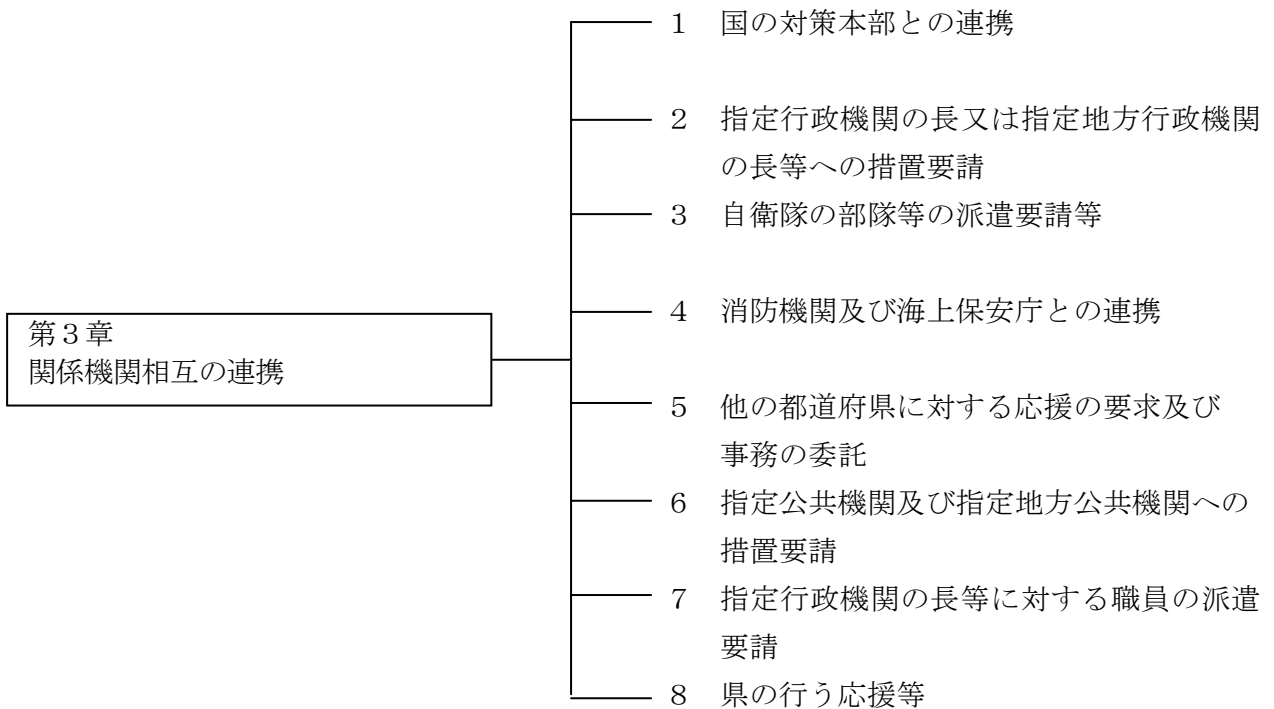 第３章
関係機関相互の連携
１　国の対策本部との連携
２　指定行政機関の長又は指定地方行政機関
の長等への措置要請
３　自衛隊の部隊等の派遣要請等
４　消防機関及び海上保安庁との連携
５　他の都道府県に対する応援の要求及び
事務の委託
６　指定公共機関及び指定地方公共機関への
措置要請
７　指定行政機関の長等に対する職員の派遣
要請
８　県の行う応援等